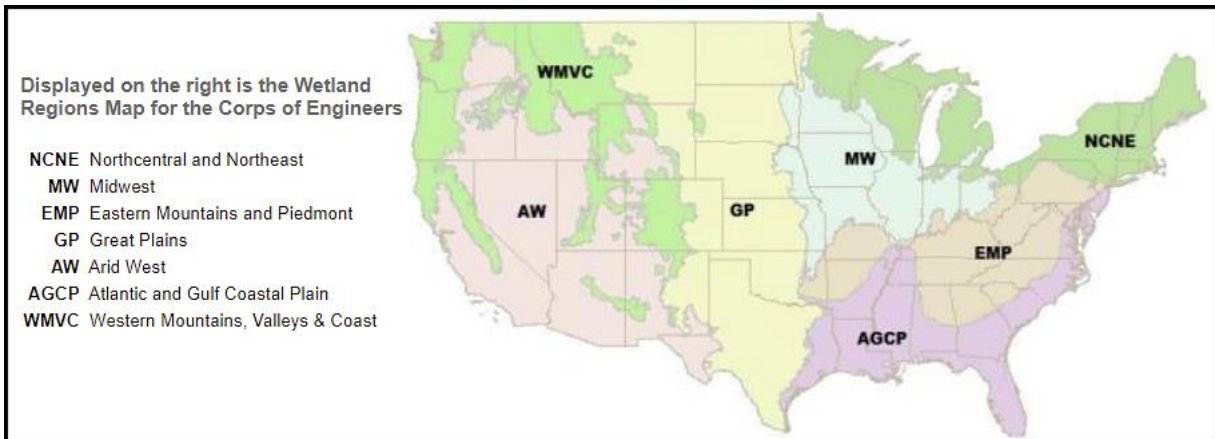 Displayed on the right is the Wetland
Regions Map for the Corps of Engineers
NCNE Northcentral and Northeast
MW Midwest
EMP Eastern Mountains and Piedmont
GP Great Plains
AW Arid West
AGCP Atlantic and Gulf Coastal Plain
WMVC Western Mountains, Valleys & Coast
WMVC
NCNE
MW
AW
GP
EMP
AGCP